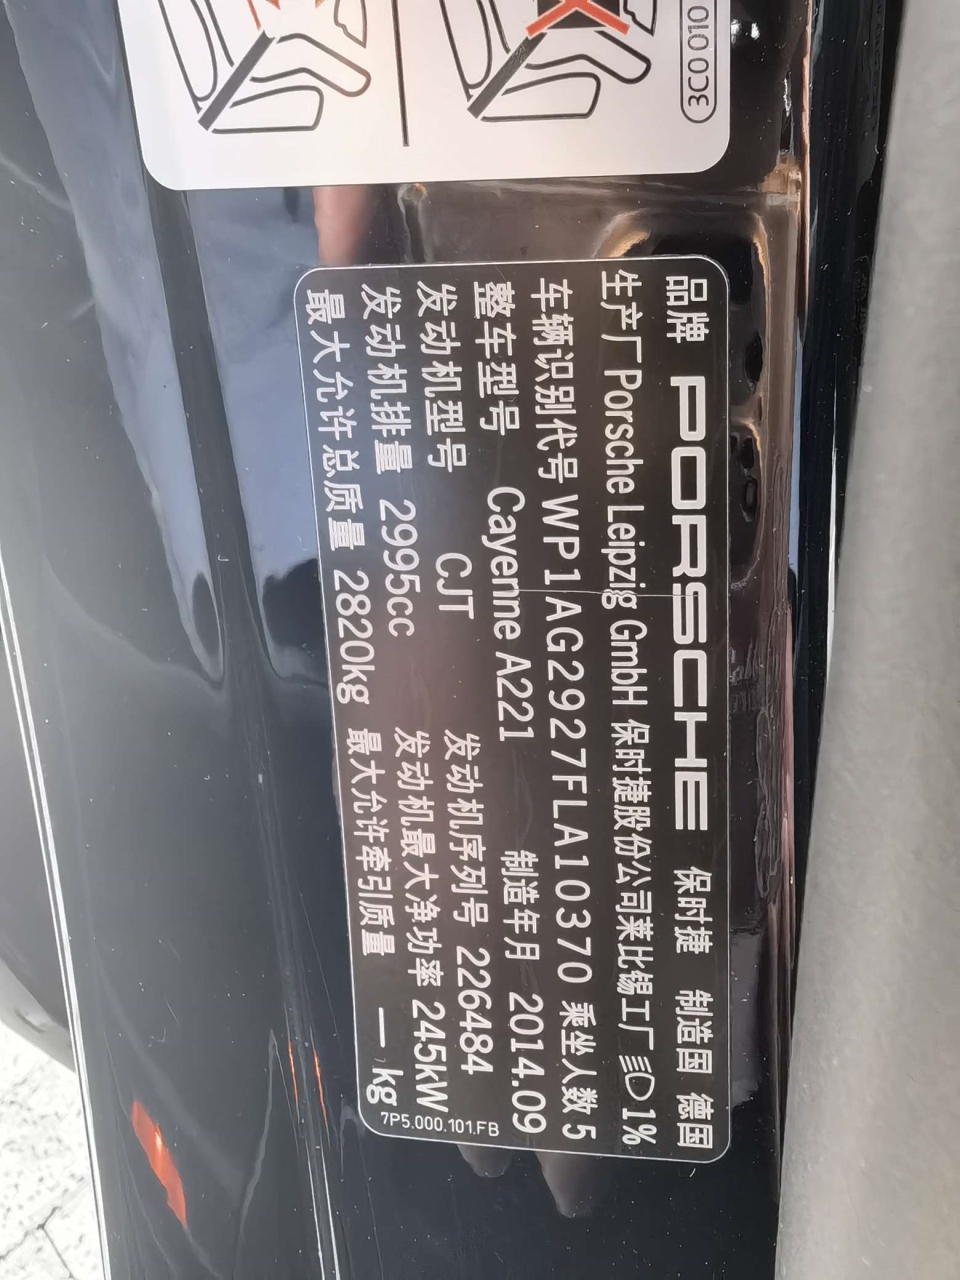 3C0 010
品牌 PORSCHE 保时捷 制造国 德国
生产厂 Porsche Leipzig GmbH 保时捷股份公司莱比锡工厂 1%
车辆识别代号 WP1AG2927FLA10370 乘坐人数 5
整车型号 Cayenne A221 制造年月 2014.09
发动机型号 CJT 发动机序列号 226484
发动机排量 2995cc 发动机最大净功率 245kW
最大允许总质量 2820kg 最大允许牵引质量 — kg
7P5.000.101.FB